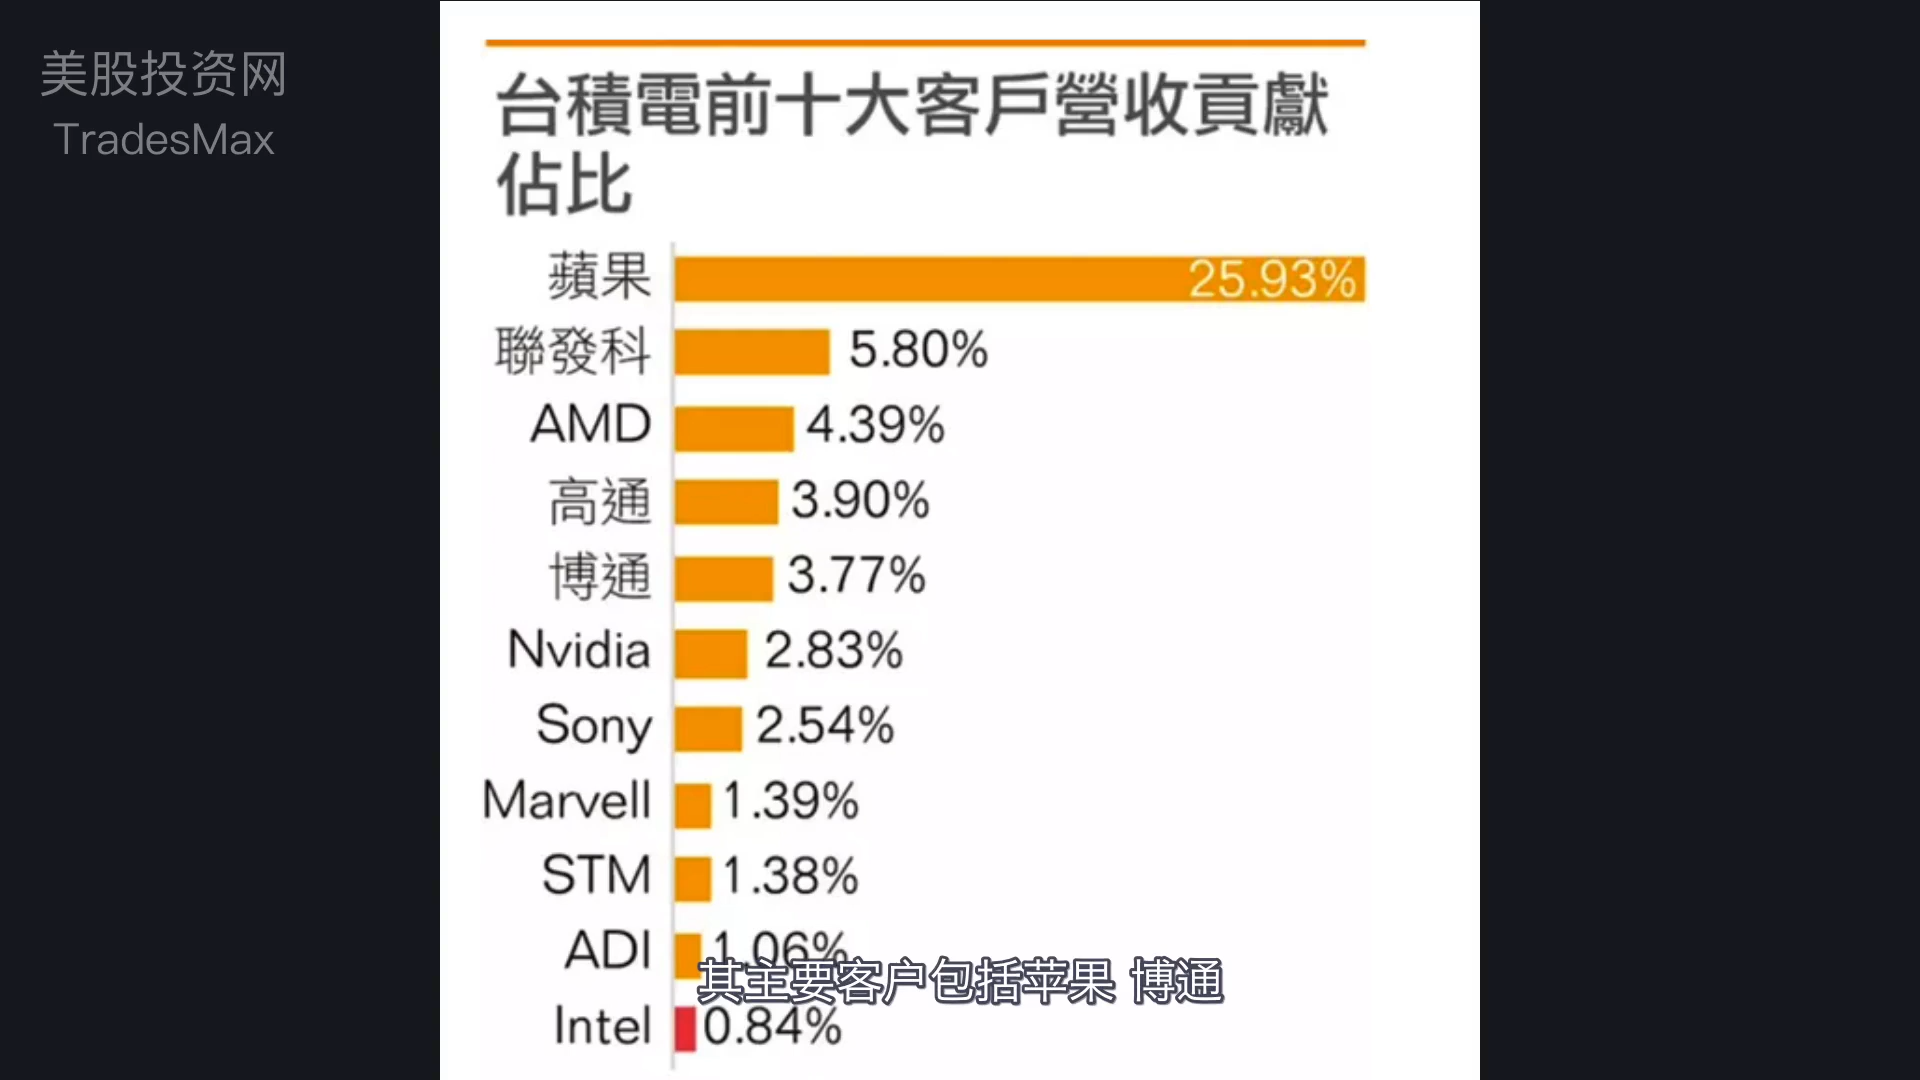 美股投资网
TradesMax
台積電前十大客戶營收貢獻
佔比
蘋果 25.93%
聯發科 5.80%
AMD 4.39%
高通 3.90%
博通 3.77%
Nvidia 2.83%
Sony 2.54%
Marvell 1.39%
STM 1.38%
ADI 1.06%
其主要客户包括苹果 博通
Intel 0.84%